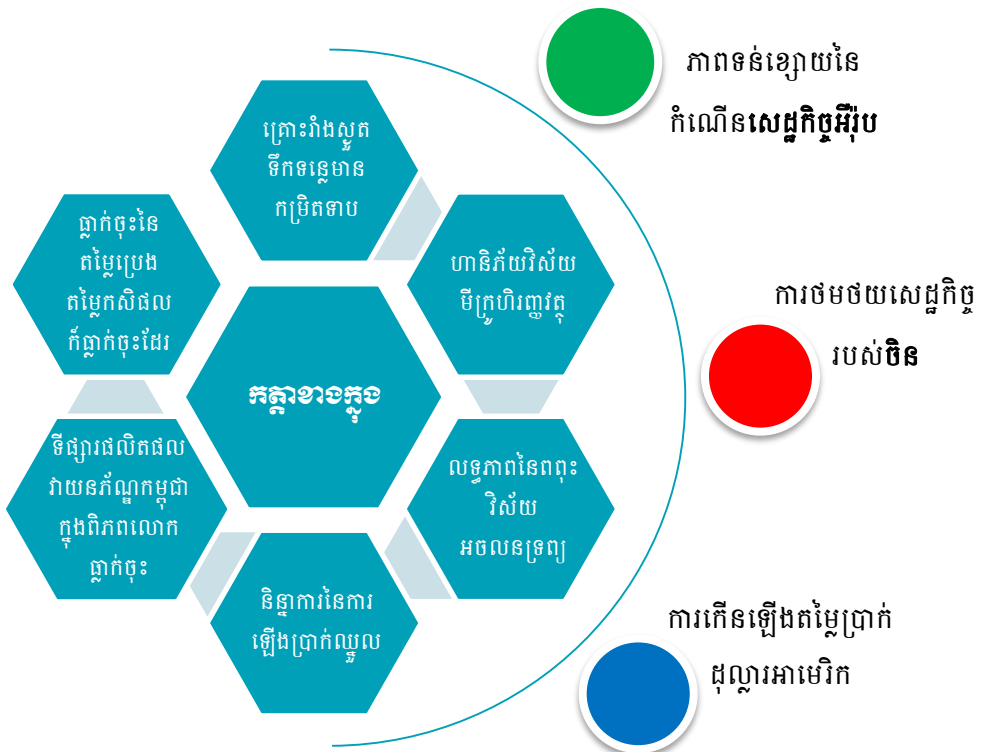 កត្តាខាងក្នុង
គ្រោះរាំងស្ងួត
ទឹកទន្លេមាន
កម្រិតទាប
ហានិភ័យវិស័យ
មីក្រូហិរញ្ញវត្ថុ
លទ្ធភាពនៃពពុះ
វិស័យ
អចលនទ្រព្យ
និន្នាការនៃការ
ឡើងប្រាក់ឈ្នួល
ទីផ្សារផលិតផល
វាយនភ័ណ្ឌកម្ពុជា
ក្នុងពិភពលោក
ធ្លាក់ចុះ
ធ្លាក់ចុះនៃ
តម្លៃប្រេង
តម្លៃកសិផល
ក៏ធ្លាក់ចុះដែរ
ភាពទន់ខ្សោយនៃ
កំណើនសេដ្ឋកិច្ចអឺរ៉ុប
ការថមថយសេដ្ឋកិច្ច
របស់ចិន
ការកើនឡើងតម្លៃប្រាក់
ដុល្លារអាមេរិក